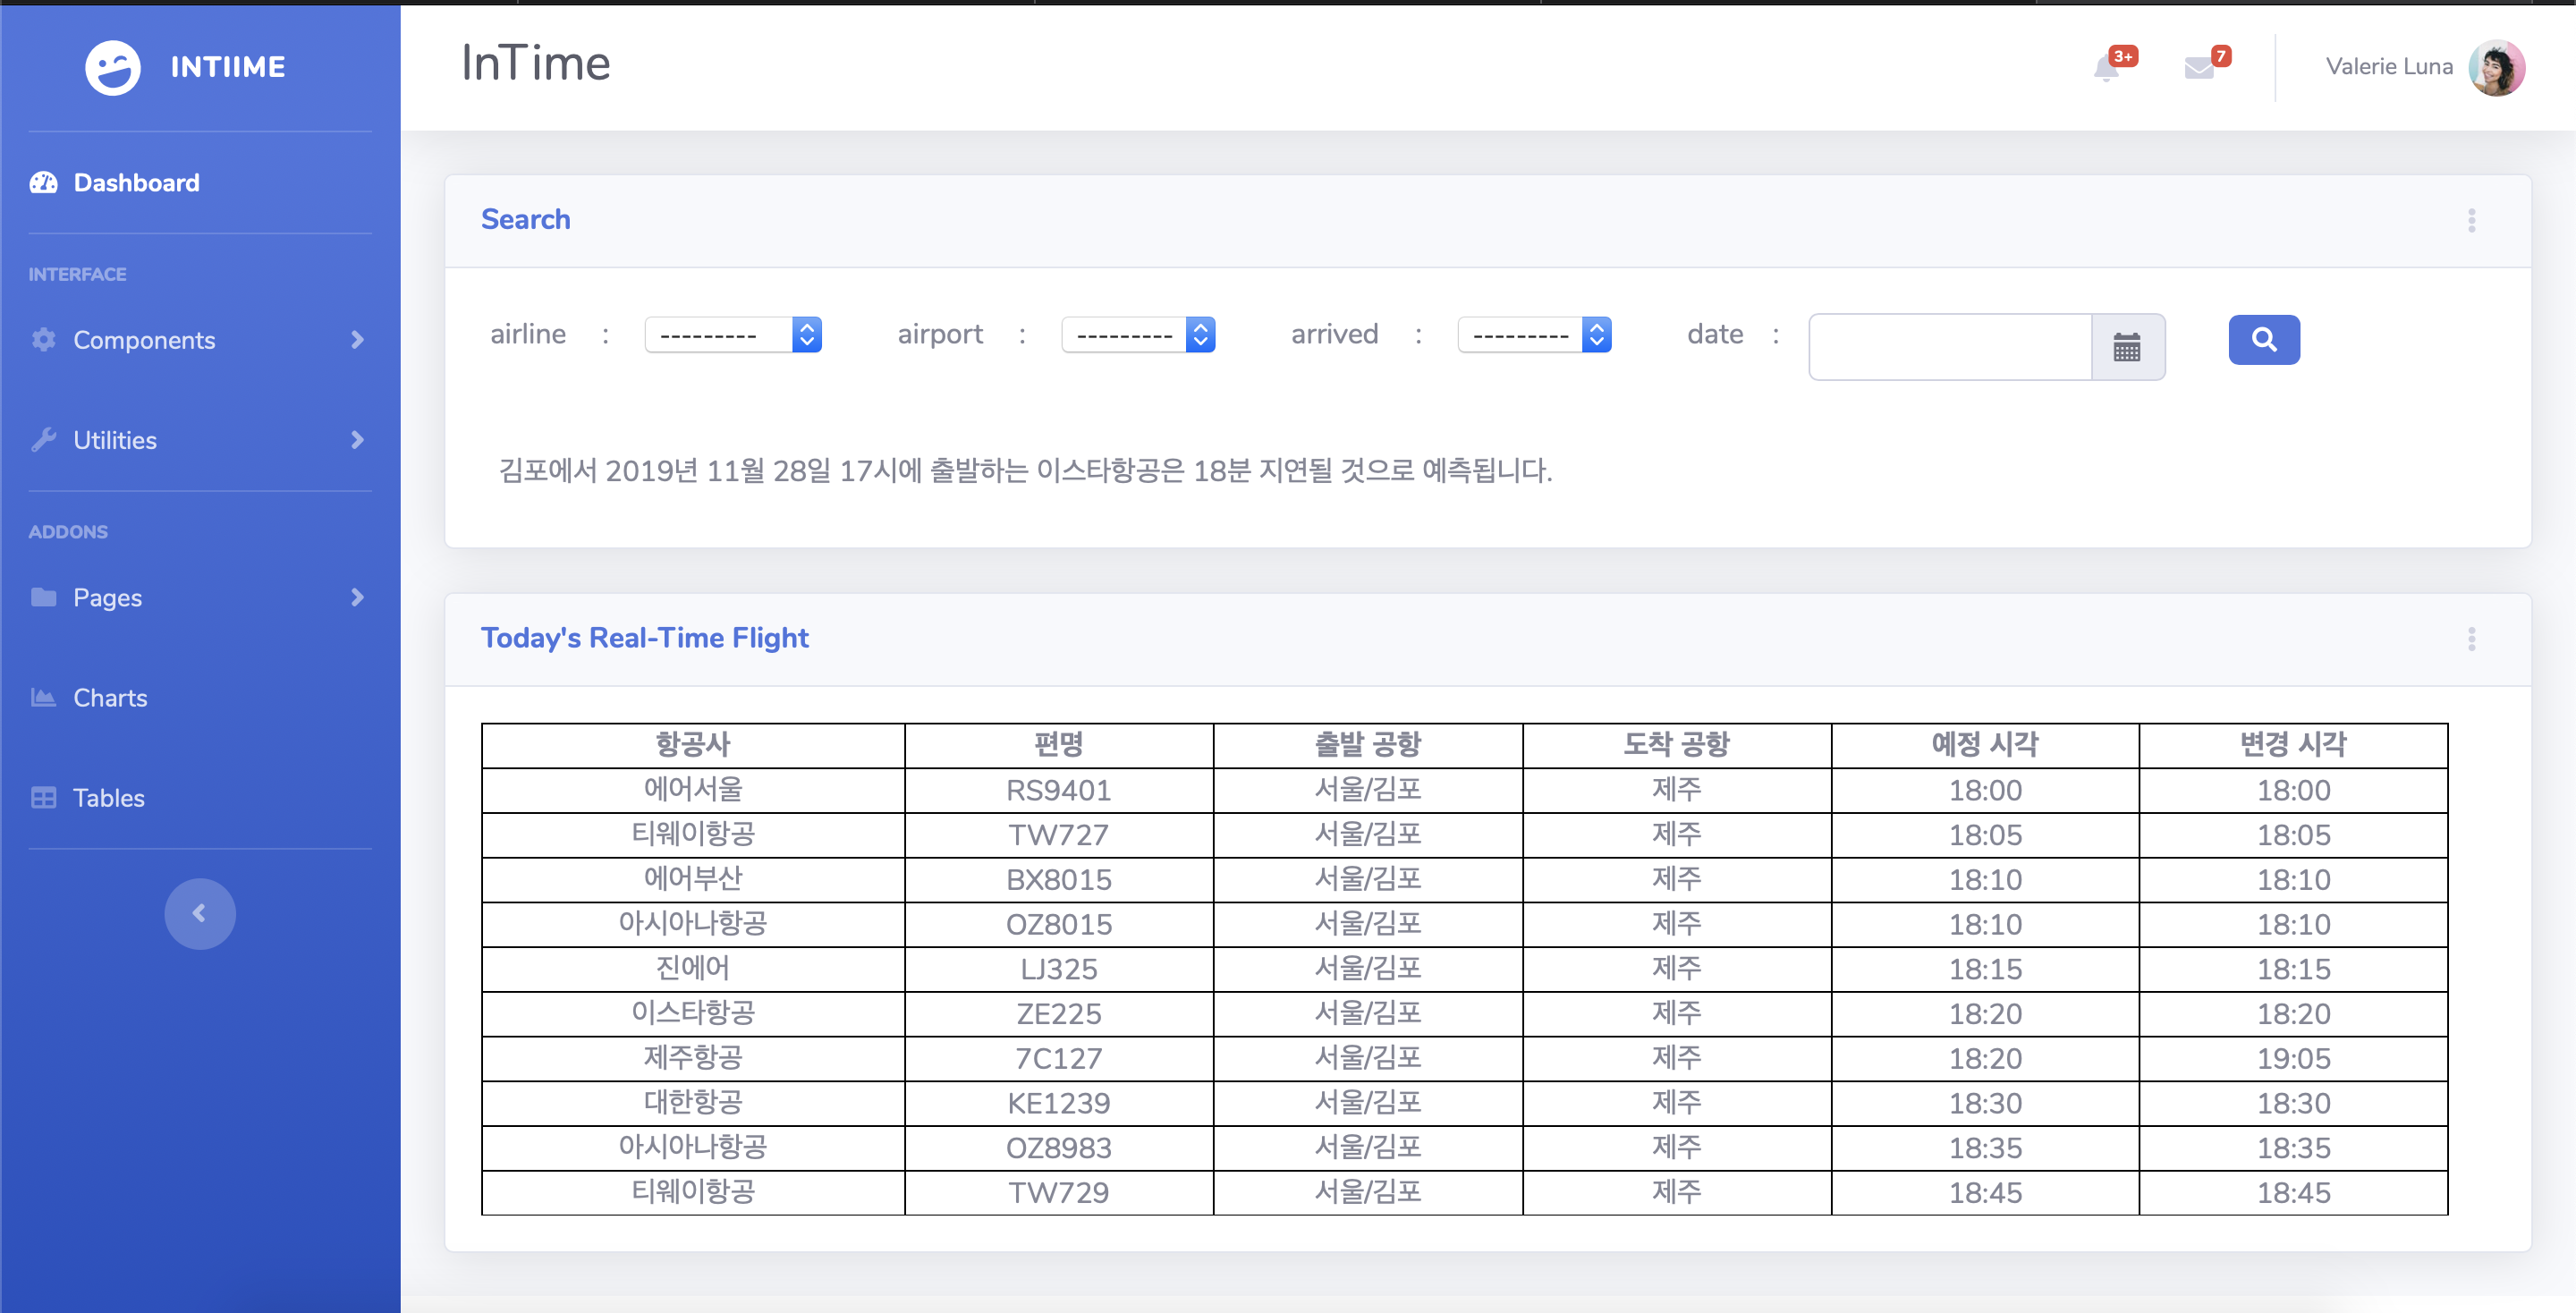 INTIIME
InTime
3+
7
Valerie Luna
Dashboard
INTERFACE
Components
Utilities
ADDONS
Pages
Charts
Tables
Search
airline : --------- airport : --------- arrived : --------- date :
김포에서 2019년 11월 28일 17시에 출발하는 이스타항공은 18분 지연될 것으로 예측됩니다.
Today's Real-Time Flight
항공사 편명 출발 공항 도착 공항 예정 시각 변경 시각
에어서울 RS9401 서울/김포 제주 18:00 18:00
티웨이항공 TW727 서울/김포 제주 18:05 18:05
에어부산 BX8015 서울/김포 제주 18:10 18:10
아시아나항공 OZ8015 서울/김포 제주 18:10 18:10
진에어 LJ325 서울/김포 제주 18:15 18:15
이스타항공 ZE225 서울/김포 제주 18:20 18:20
제주항공 7C127 서울/김포 제주 18:20 19:05
대한항공 KE1239 서울/김포 제주 18:30 18:30
아시아나항공 OZ8983 서울/김포 제주 18:35 18:35
티웨이항공 TW729 서울/김포 제주 18:45 18:45